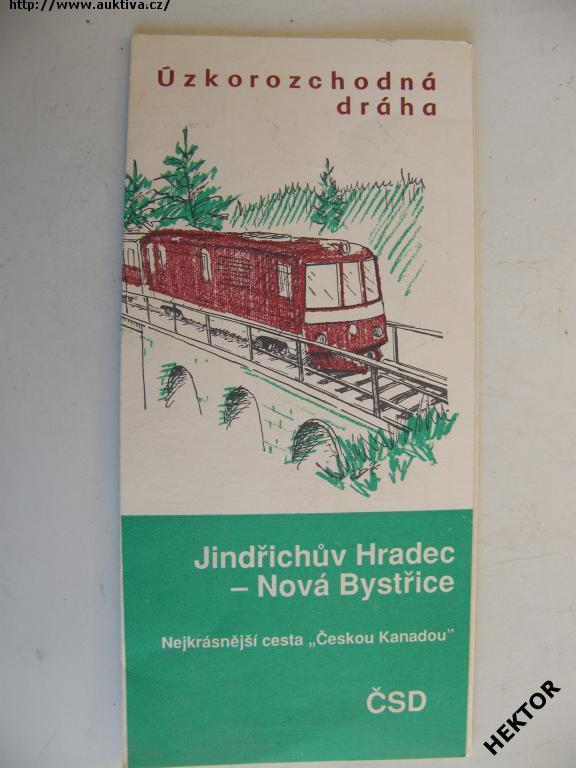 http://www.auktiva.cz/
Úzkorozchodná
dráha
Jindřichův Hradec
– Nová Bystřice
Nejkrásnější cesta „Českou Kanadou"
ČSD
HEKTOR